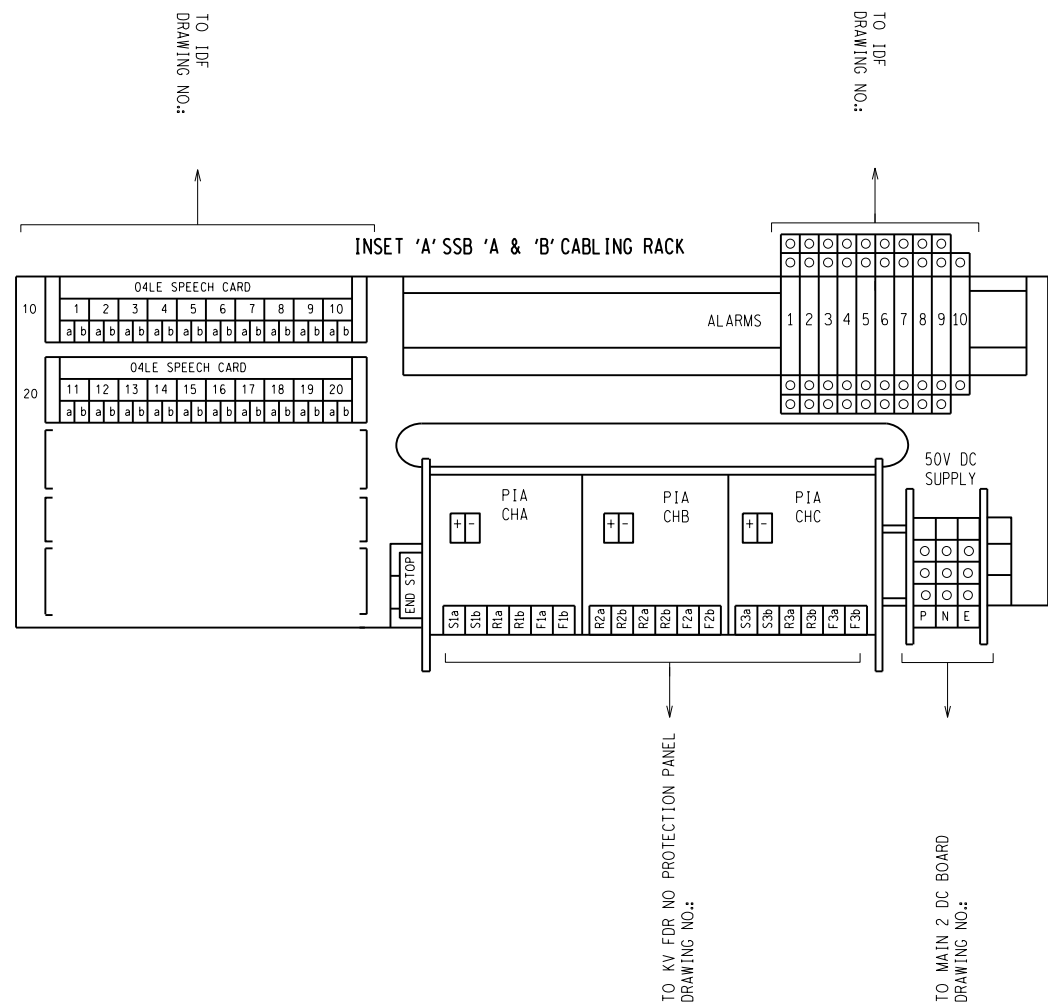 TO IDF
DRAWING NO.:
TO IDF
DRAWING NO.:
INSET 'A' SSB 'A & 'B' CABLING RACK
10
04LE SPEECH CARD
1 2 3 4 5 6 7 8 9 10
a b a b a b a b a b a b a b a b a b a b
20
04LE SPEECH CARD
11 12 13 14 15 16 17 18 19 20
a b a b a b a b a b a b a b a b a b a b
ALARMS 1 2 3 4 5 6 7 8 9 10
50V DC
SUPPLY
PIA
CHA
+ -
PIA
CHB
+ -
PIA
CHC
+ -
END STOP
S1a S1b R1a R1b F1a F1b
R2a R2b R2a R2b F2a F2b
S3a S3b R3a R3b F3a F3b
P N E
TO KV FDR NO PROTECTION PANEL
DRAWING NO.:
TO MAIN 2 DC BOARD
DRAWING NO.: